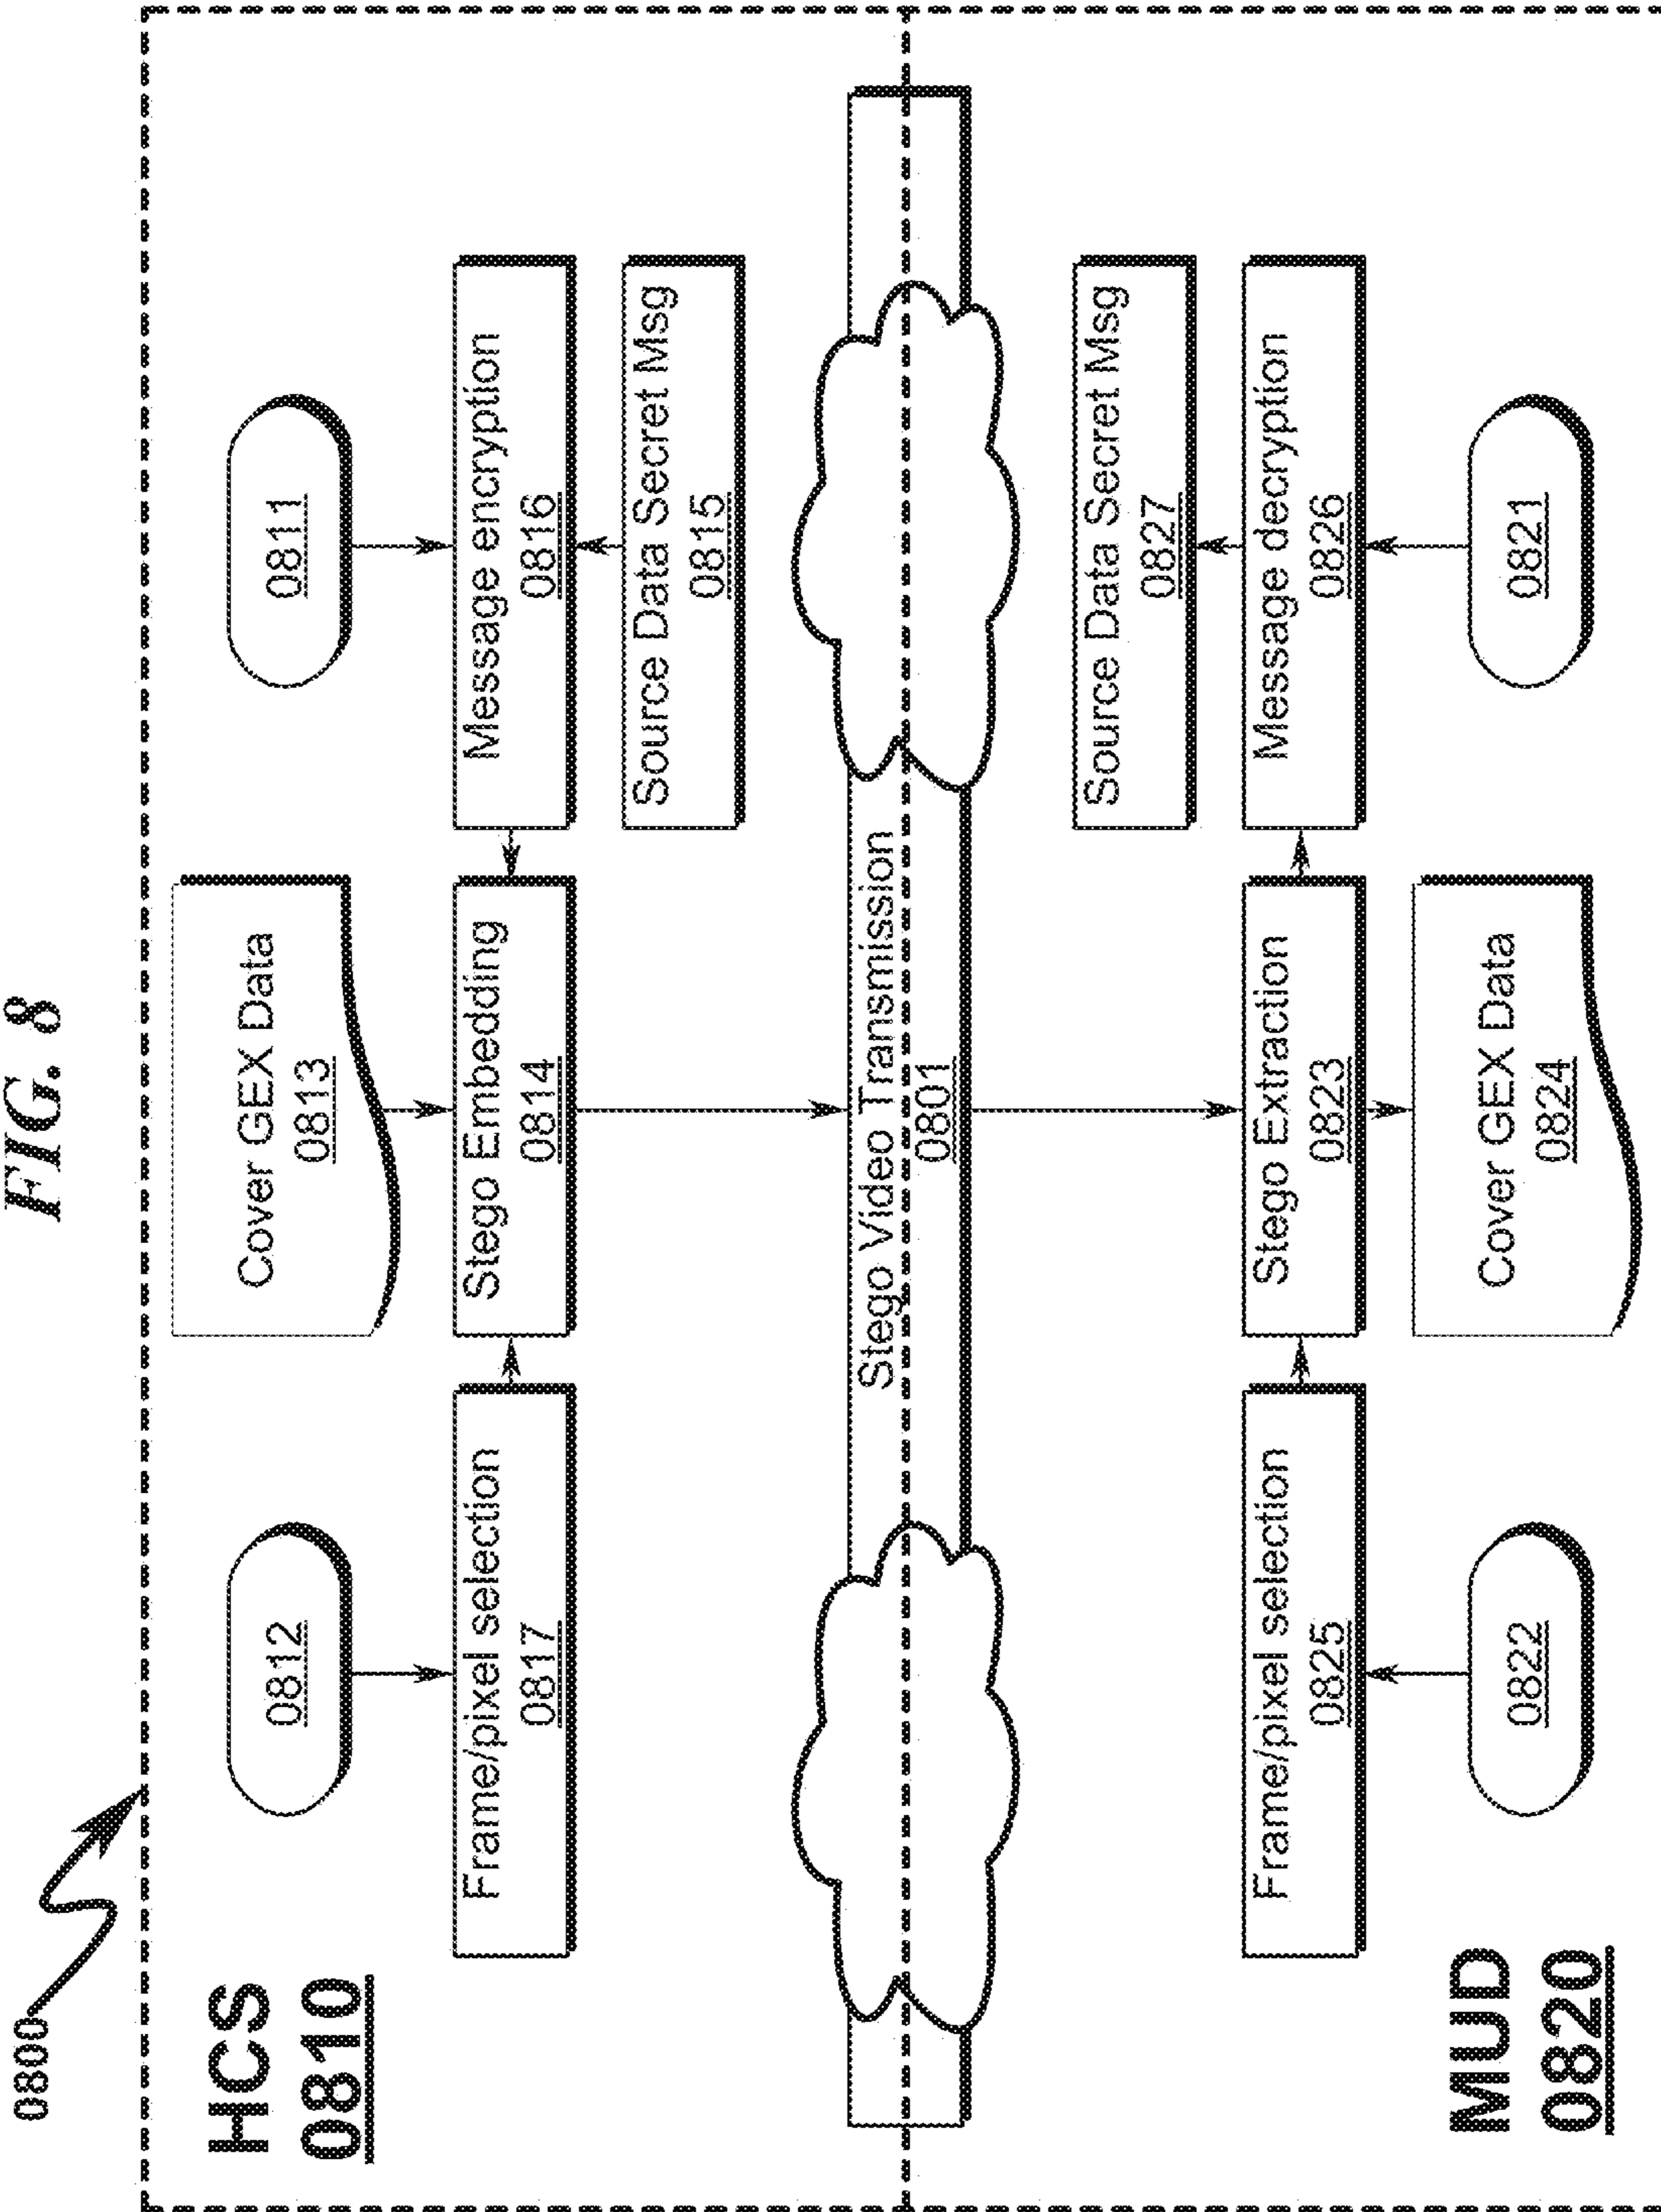 FIG. 8
0800
HCS
0810
0812
Cover GEX Data
0813
0811
Frame/pixel selection
0817
Stego Embedding
0814
Message encryption
0816
Source Data Secret Msg
0815
Stego Video Transmission
0801
Source Data Secret Msg
0827
Frame/pixel selection
0825
Stego Extraction
0823
Message decryption
0826
MUD
0820
0822
Cover GEX Data
0824
0821